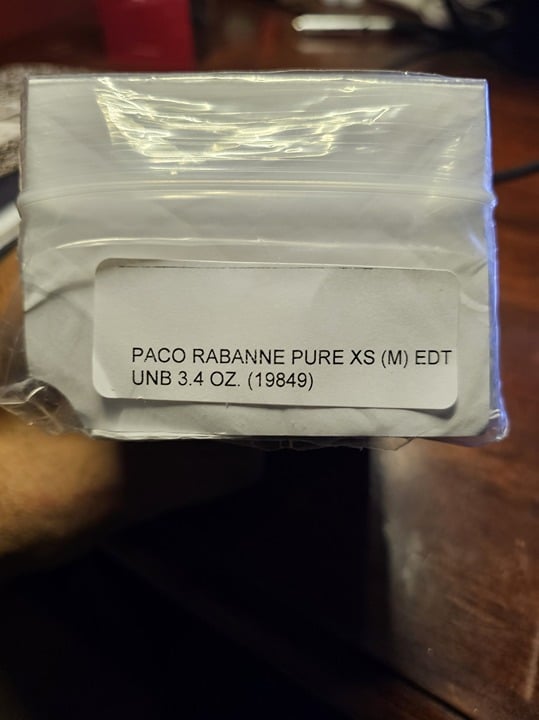 PACO RABANNE PURE XS (M) EDT
UNB 3.4 OZ. (19849)